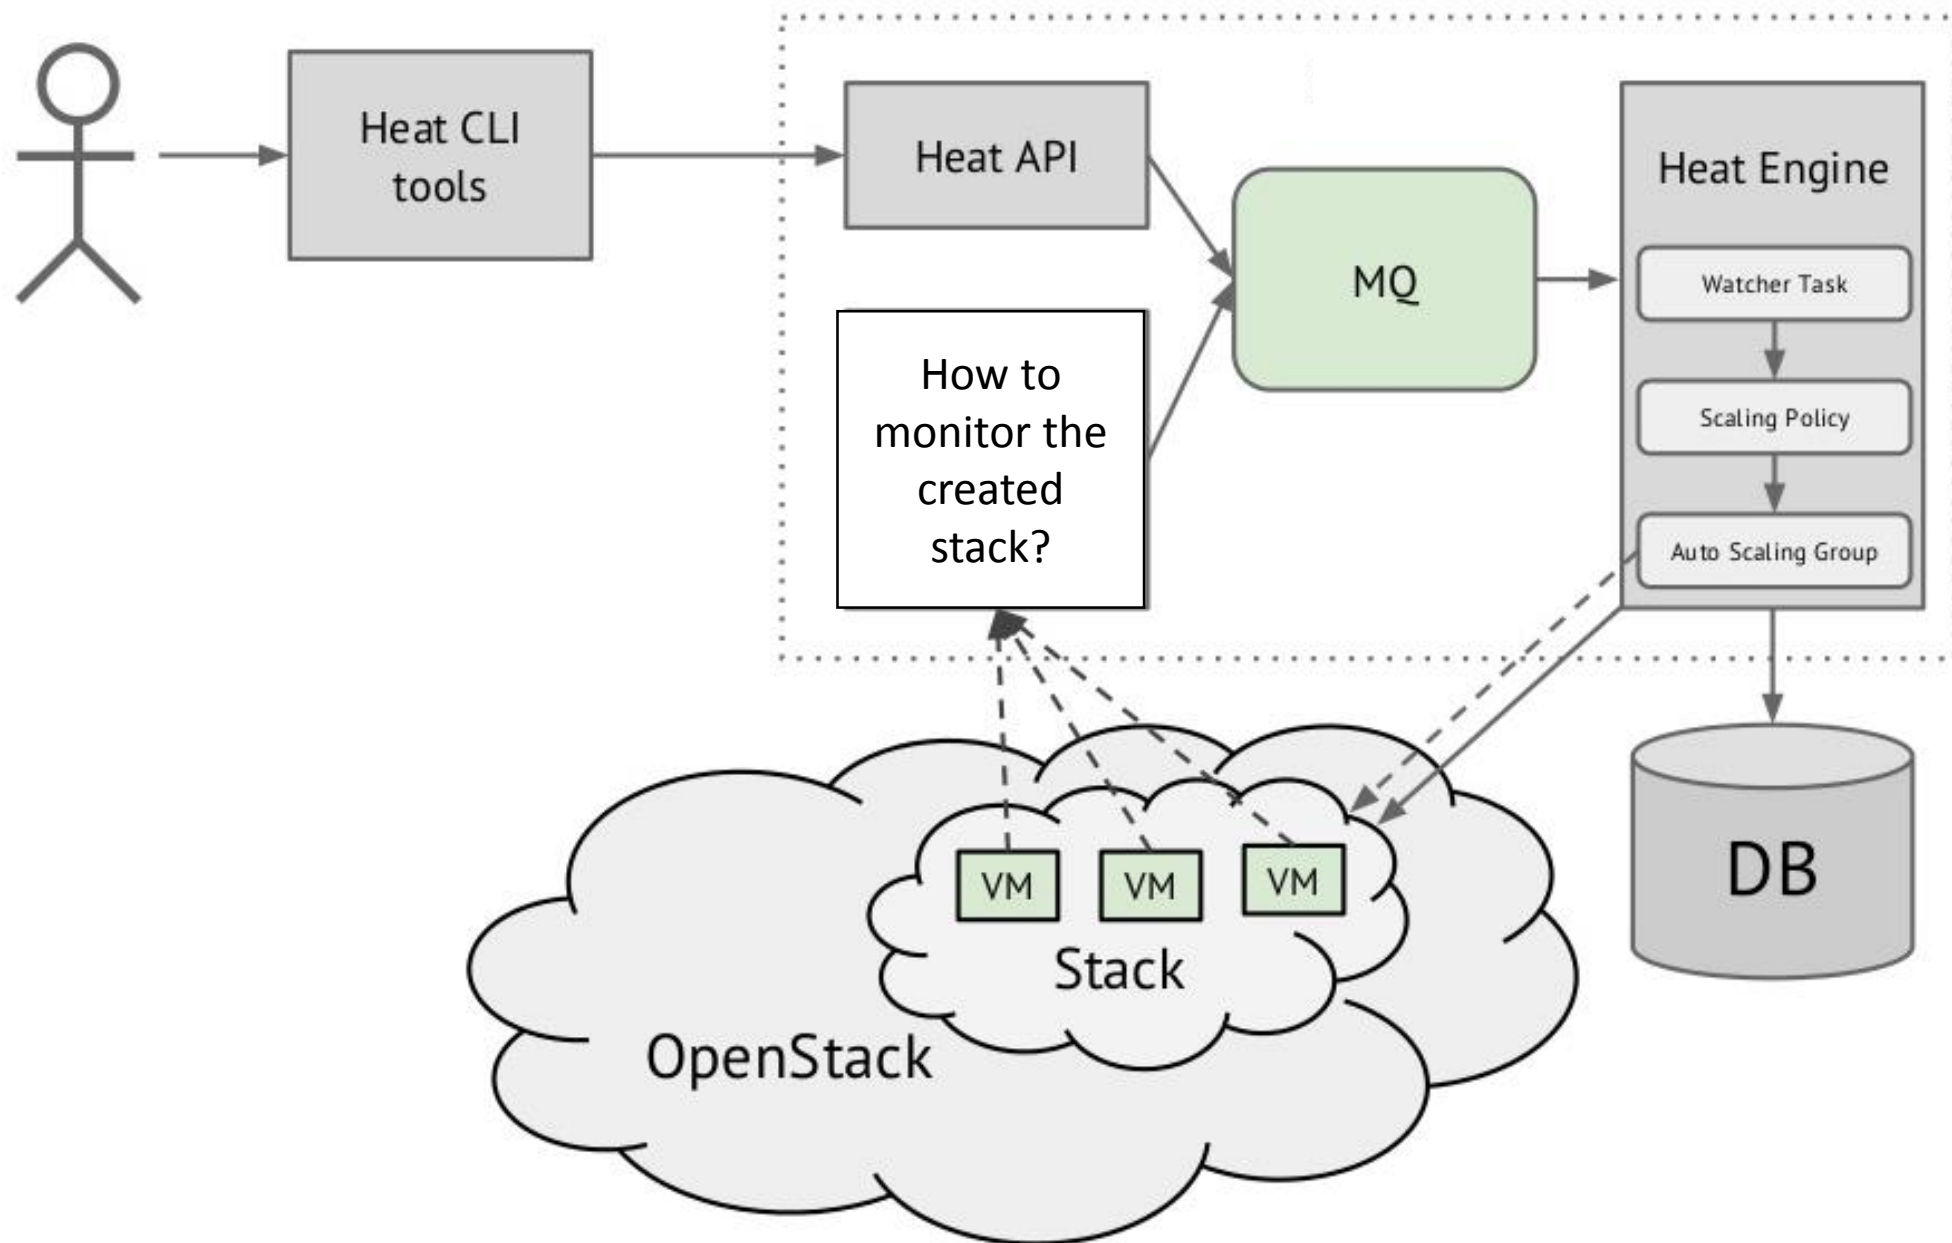 Heat CLI
tools
Heat API
MQ
Heat Engine
Watcher Task
Scaling Policy
Auto Scaling Group
How to
monitor the
created
stack?
VM
VM
VM
Stack
OpenStack
DB